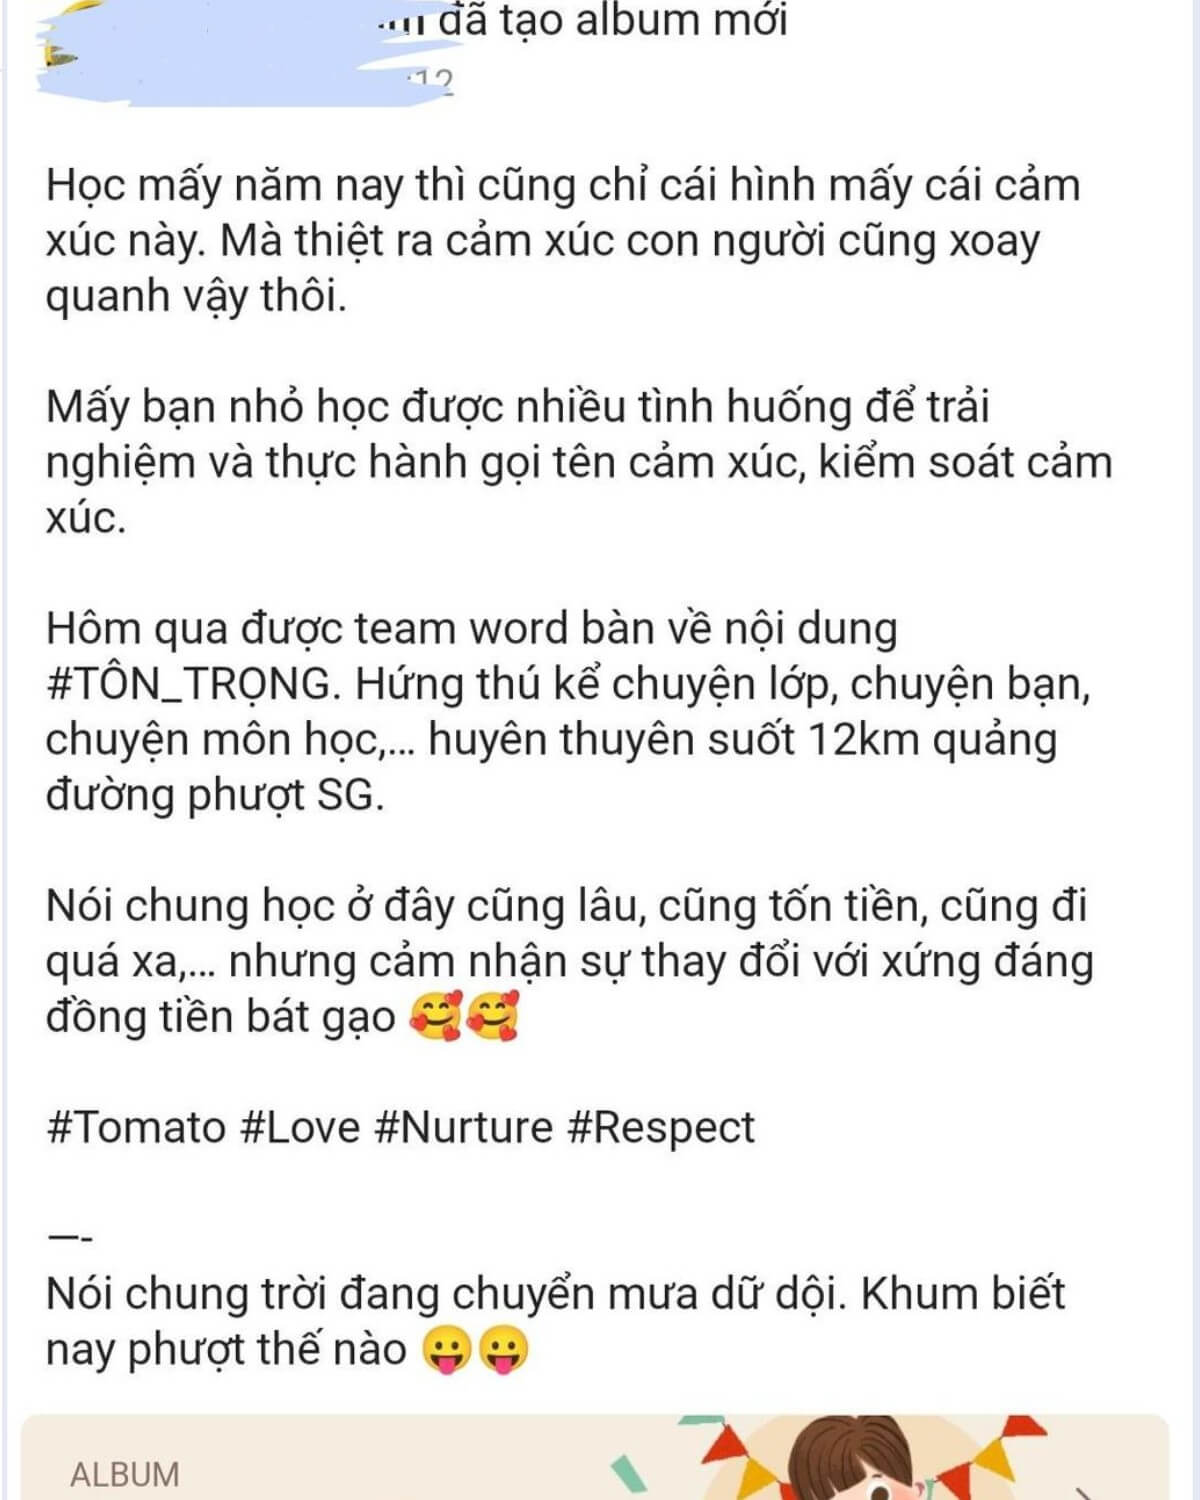 đã tạo album mới
:12
Học mấy năm nay thì cũng chỉ cái hình mấy cái cảm
xúc này. Mà thiệt ra cảm xúc con người cũng xoay
quanh vậy thôi.
Mấy bạn nhỏ học được nhiều tình huống để trải
nghiệm và thực hành gọi tên cảm xúc, kiểm soát cảm
xúc.
Hôm qua được team word bàn về nội dung
#TÔN_TRỌNG. Hứng thú kể chuyện lớp, chuyện bạn,
chuyện môn học,... huyên thuyên suốt 12km quảng
đường phượt SG.
Nói chung học ở đây cũng lâu, cũng tốn tiền, cũng đi
quá xa,... nhưng cảm nhận sự thay đổi với xứng đáng
đồng tiền bát gạo 🥰🥰
#Tomato #Love #Nurture #Respect
—-
Nói chung trời đang chuyển mưa dữ dội. Khum biết
nay phượt thế nào 😛😛
ALBUM